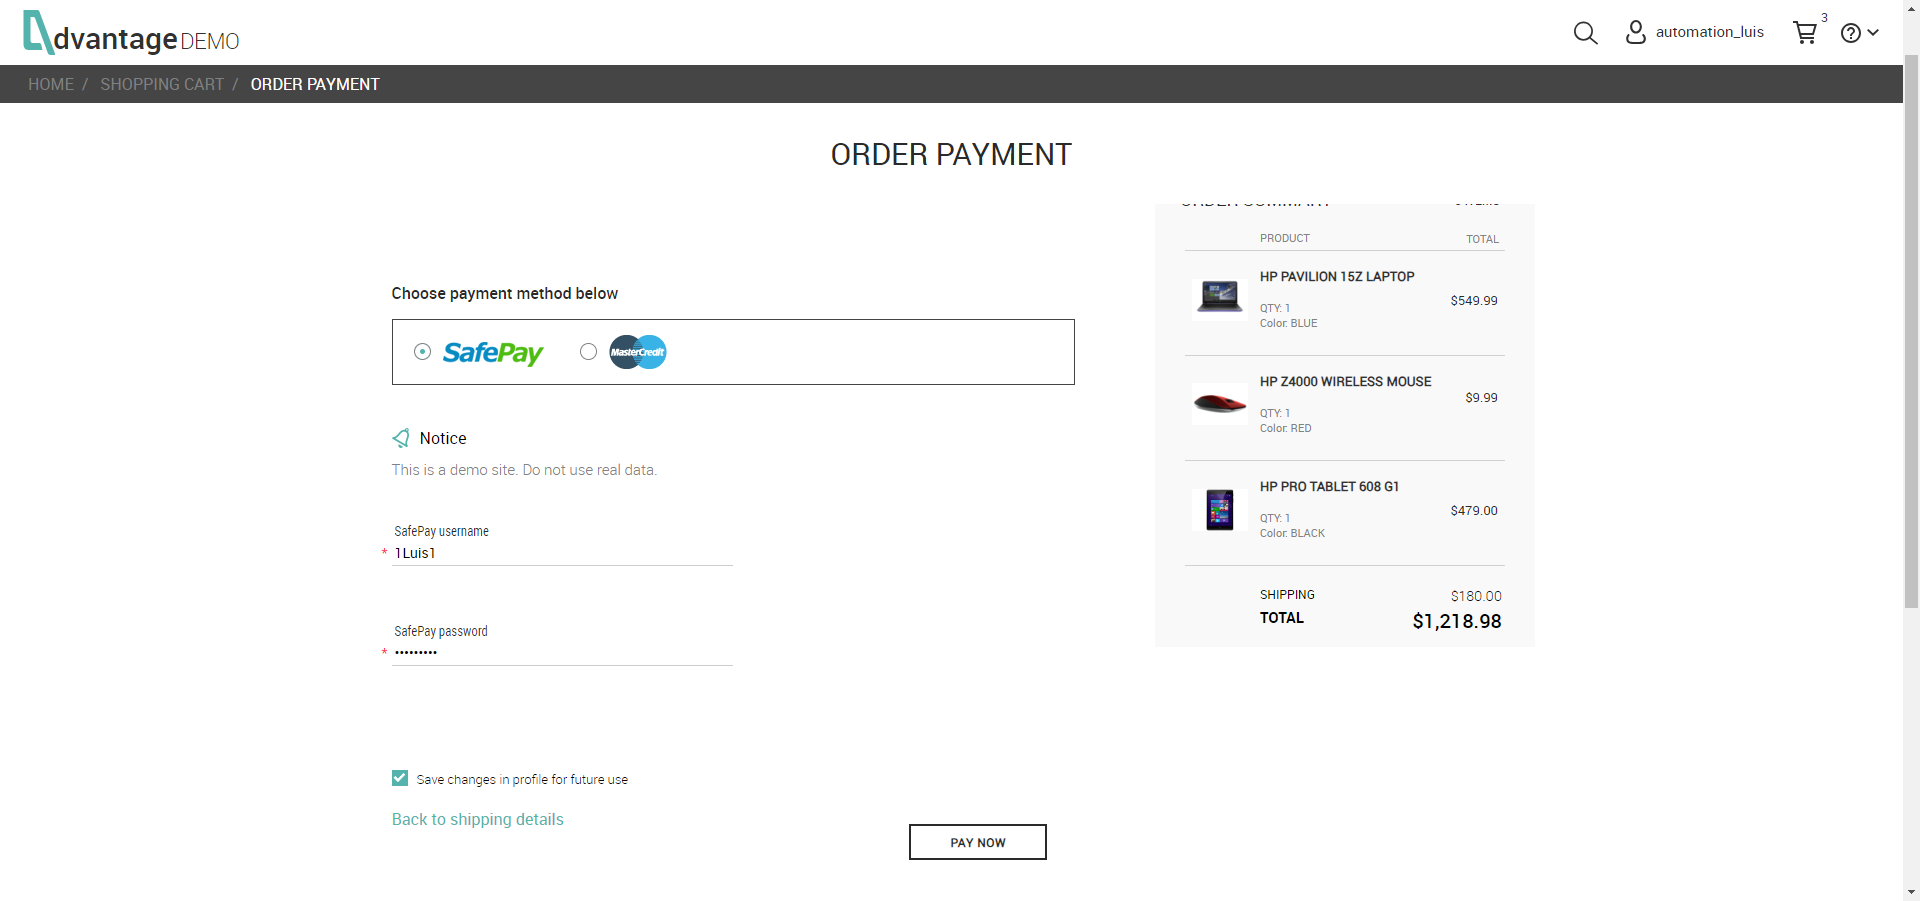 dvantage DEMO
automation_luis
3
HOME / SHOPPING CART / ORDER PAYMENT
ORDER PAYMENT
ORDER SUMMARY
PRODUCT TOTAL
HP PAVILION 15Z LAPTOP
$549.99
QTY: 1
Color: BLUE
HP Z4000 WIRELESS MOUSE
$9.99
QTY: 1
Color: RED
HP PRO TABLET 608 G1
$479.00
QTY: 1
Color: BLACK
SHIPPING $180.00
TOTAL $1,218.98
Choose payment method below
SafePay MasterCredit
Notice
This is a demo site. Do not use real data.
SafePay username
* 1Luis1
SafePay password
* •••••••••
Save changes in profile for future use
Back to shipping details
PAY NOW